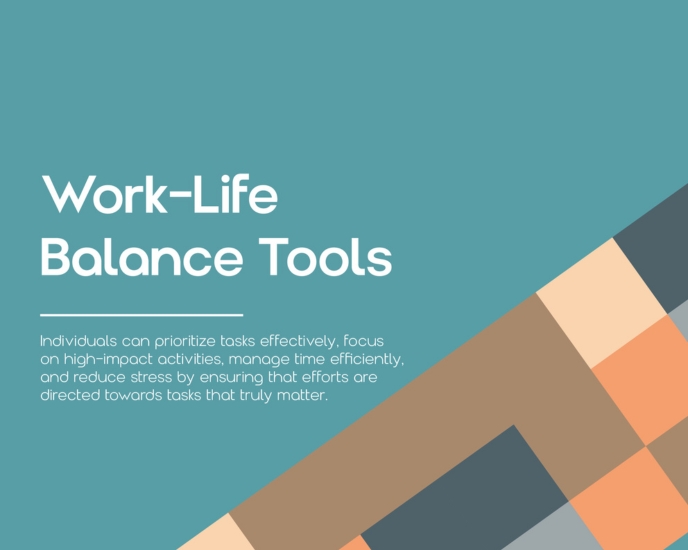 Work-Life
Balance Tools
Individuals can prioritize tasks effectively, focus
on high-impact activities, manage time efficiently,
and reduce stress by ensuring that efforts are
directed towards tasks that truly matter.